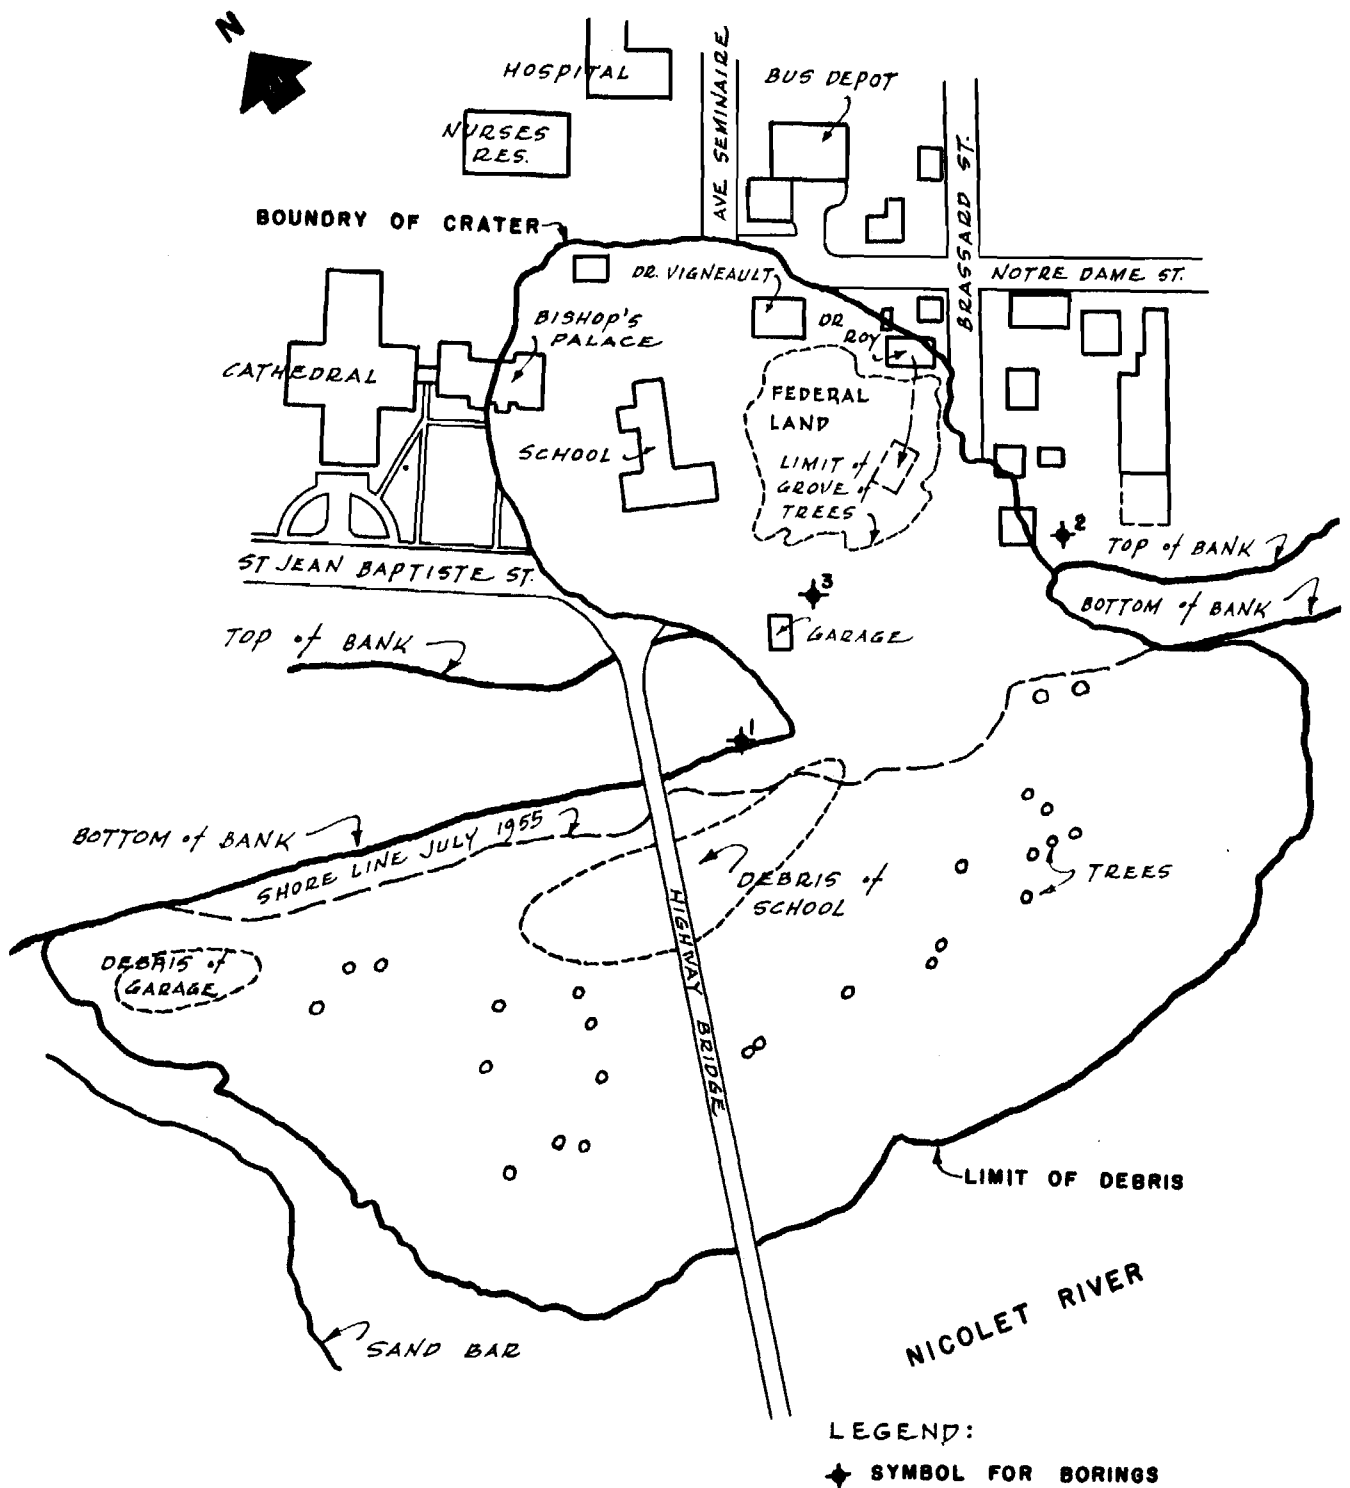 N
HOSPITAL
BUS DEPOT
NURSES
RES.
AVE SEMINAIRE
BRASSARD ST.
BOUNDRY OF CRATER
DR. VIGNEAULT
NOTRE DAME ST.
BISHOP'S
PALACE
DR
ROY
CATHEDRAL
FEDERAL
LAND
SCHOOL
LIMIT of
GROVE of
TREES
2
TOP of BANK
ST JEAN BAPTISTE ST.
3
BOTTOM of BANK
TOP of BANK
GARAGE
1
BOTTOM of BANK
SHORE LINE JULY 1955
DEBRIS of
SCHOOL
TREES
HIGHWAY BRIDGE
DEBRIS of
GARAGE
LIMIT OF DEBRIS
NICOLET RIVER
SAND BAR
LEGEND:
SYMBOL FOR BORINGS